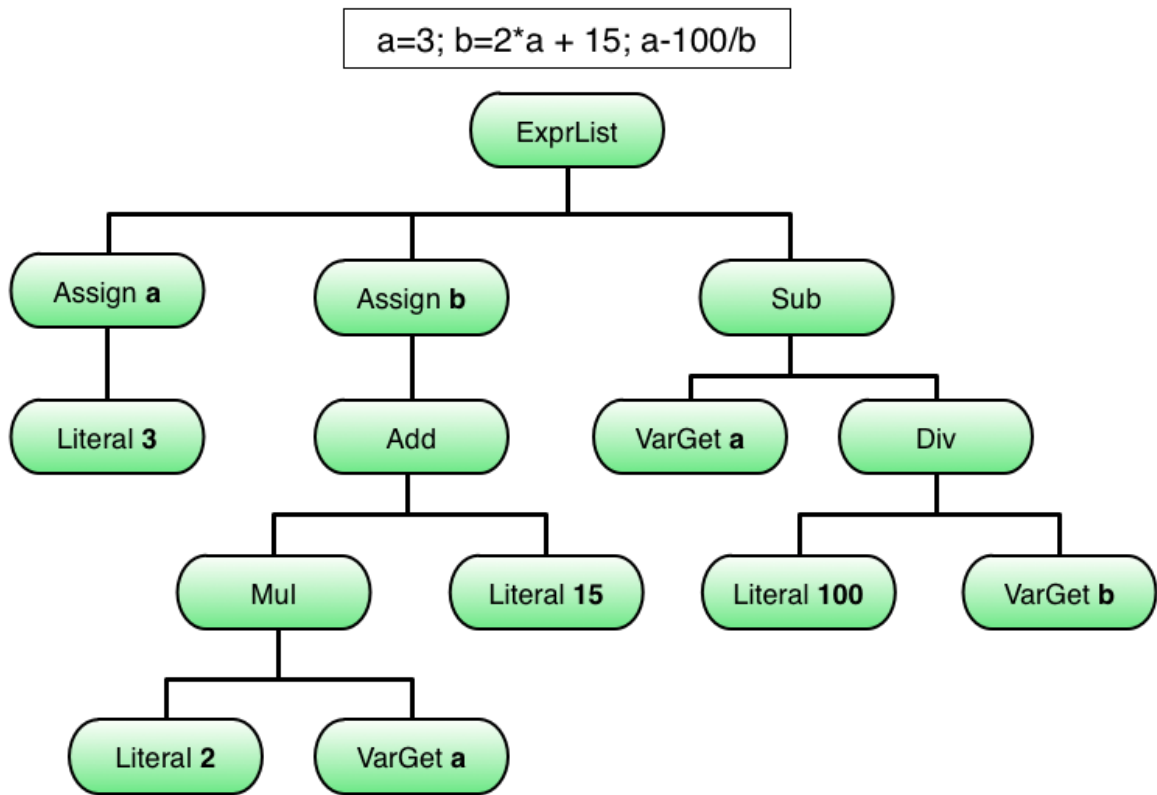 a=3; b=2*a + 15; a-100/b
ExprList
Assign a
Assign b
Sub
Literal 3
Add
VarGet a
Div
Mul
Literal 15
Literal 100
VarGet b
Literal 2
VarGet a